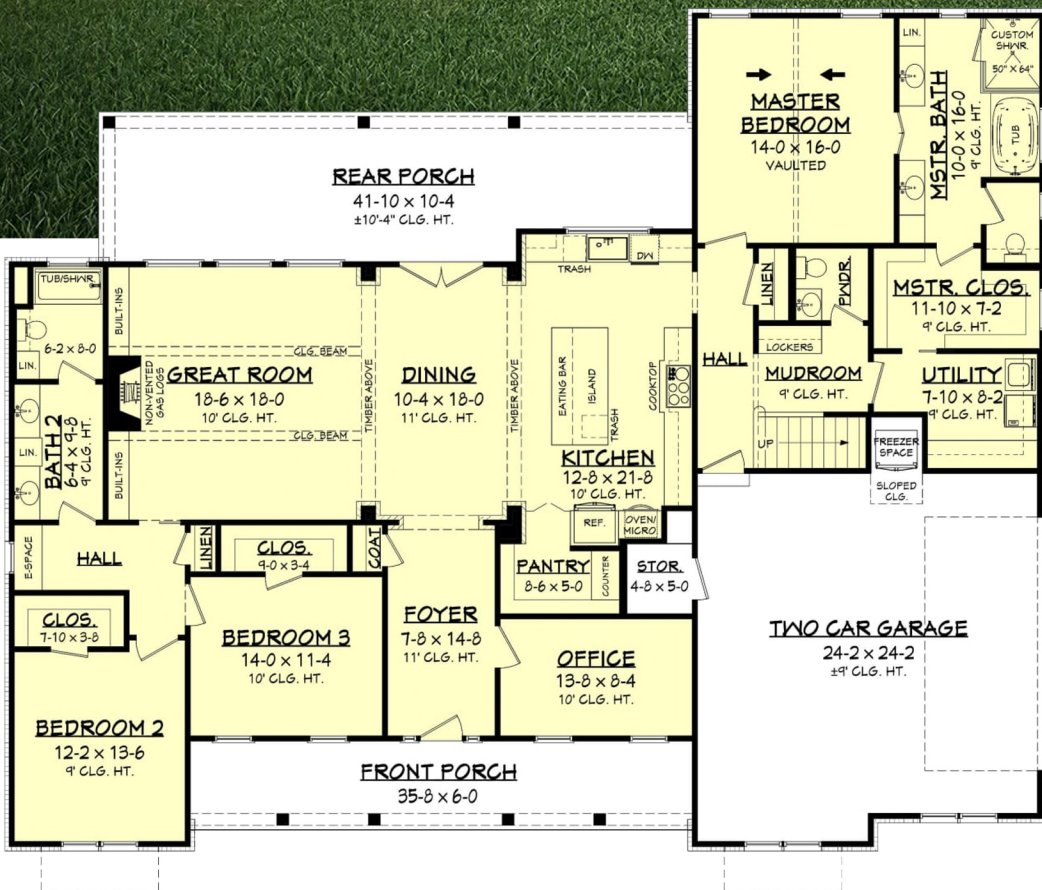 MASTER
BEDROOM
14-0 x 16-0
VAULTED
LIN.
MSTR. BATH
10-0 x 16-0
9' CLG. HT.
CUSTOM
SHWR.
50" X 64"
TUB
REAR PORCH
41-10 x 10-4
±10'-4" CLG. HT.
TUB/SHWR.
6-2 x 8-0
LIN.
BATH 2
6-4 x 9-8
9' CLG. HT.
LIN.
BUILT-INS
NON-VENTED
GAS LOGS
BUILT-INS
CLG. BEAM
GREAT ROOM
18-6 x 18-0
10' CLG. HT.
CLG. BEAM
TIMBER ABOVE
DINING
10-4 x 18-0
11' CLG. HT.
TIMBER ABOVE
TRASH
DW
EATING BAR
ISLAND
TRASH
COOKTOP
KITCHEN
12-8 x 21-8
10' CLG. HT.
REF.
OVEN/
MICRO
HALL
LINEN
PWDR.
LOCKERS
MUDROOM
9' CLG. HT.
UP
MSTR. CLOS.
11-10 x 7-2
9' CLG. HT.
UTILITY
7-10 x 8-2
9' CLG. HT.
FREEZER
SPACE
SLOPED
CLG.
E-SPACE
HALL
LINEN
CLOS.
9-0 x 3-4
COAT
PANTRY
8-6 x 5-0
COUNTER
STOR.
4-8 x 5-0
CLOS.
7-10 x 3-8
BEDROOM 3
14-0 x 11-4
10' CLG. HT.
FOYER
7-8 x 14-8
11' CLG. HT.
OFFICE
13-8 x 8-4
10' CLG. HT.
TWO CAR GARAGE
24-2 x 24-2
±9' CLG. HT.
BEDROOM 2
12-2 x 13-6
9' CLG. HT.
FRONT PORCH
35-8 x 6-0